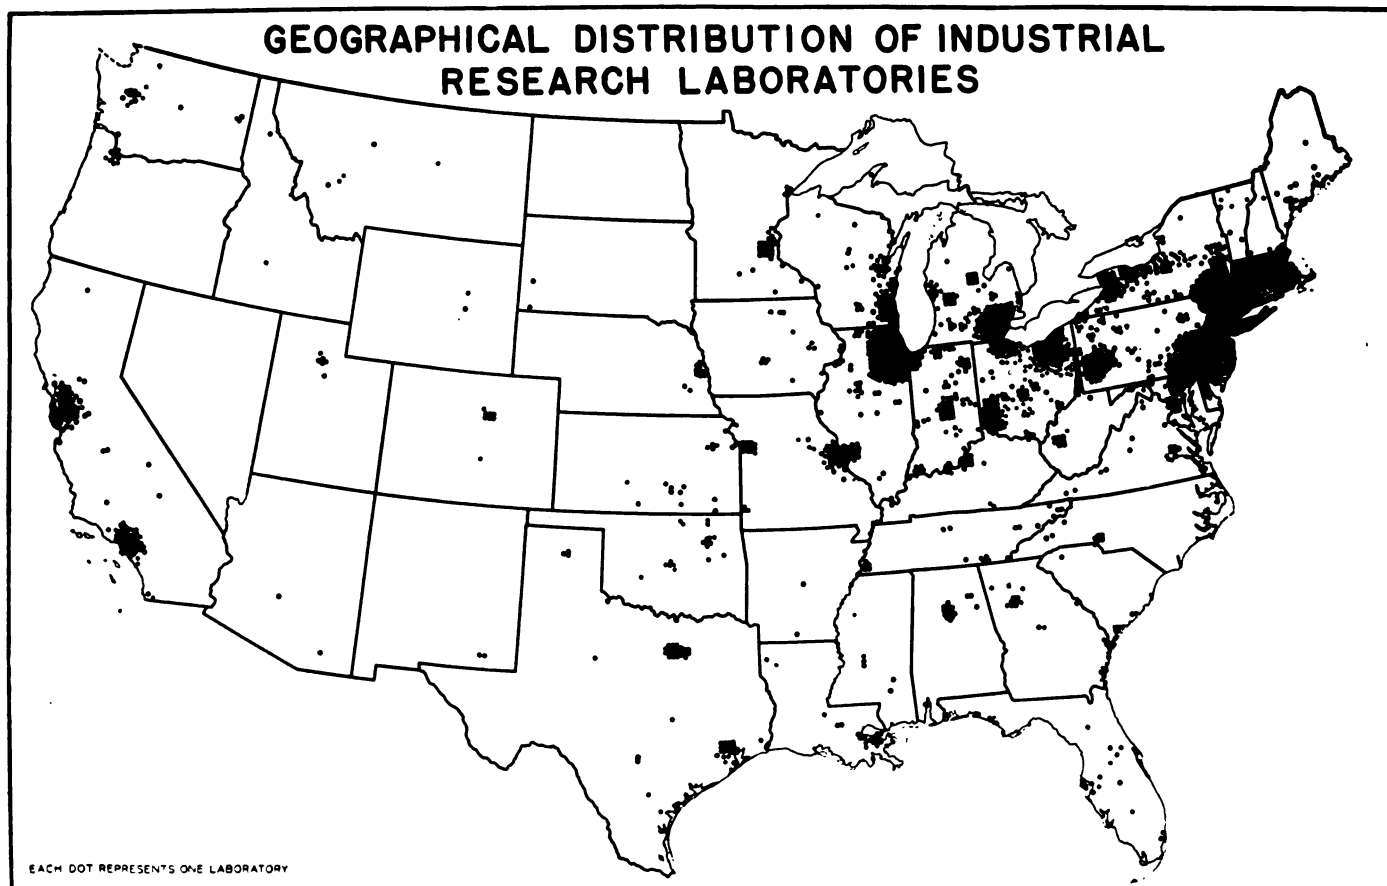 GEOGRAPHICAL DISTRIBUTION OF INDUSTRIAL
RESEARCH LABORATORIES
EACH DOT REPRESENTS ONE LABORATORY